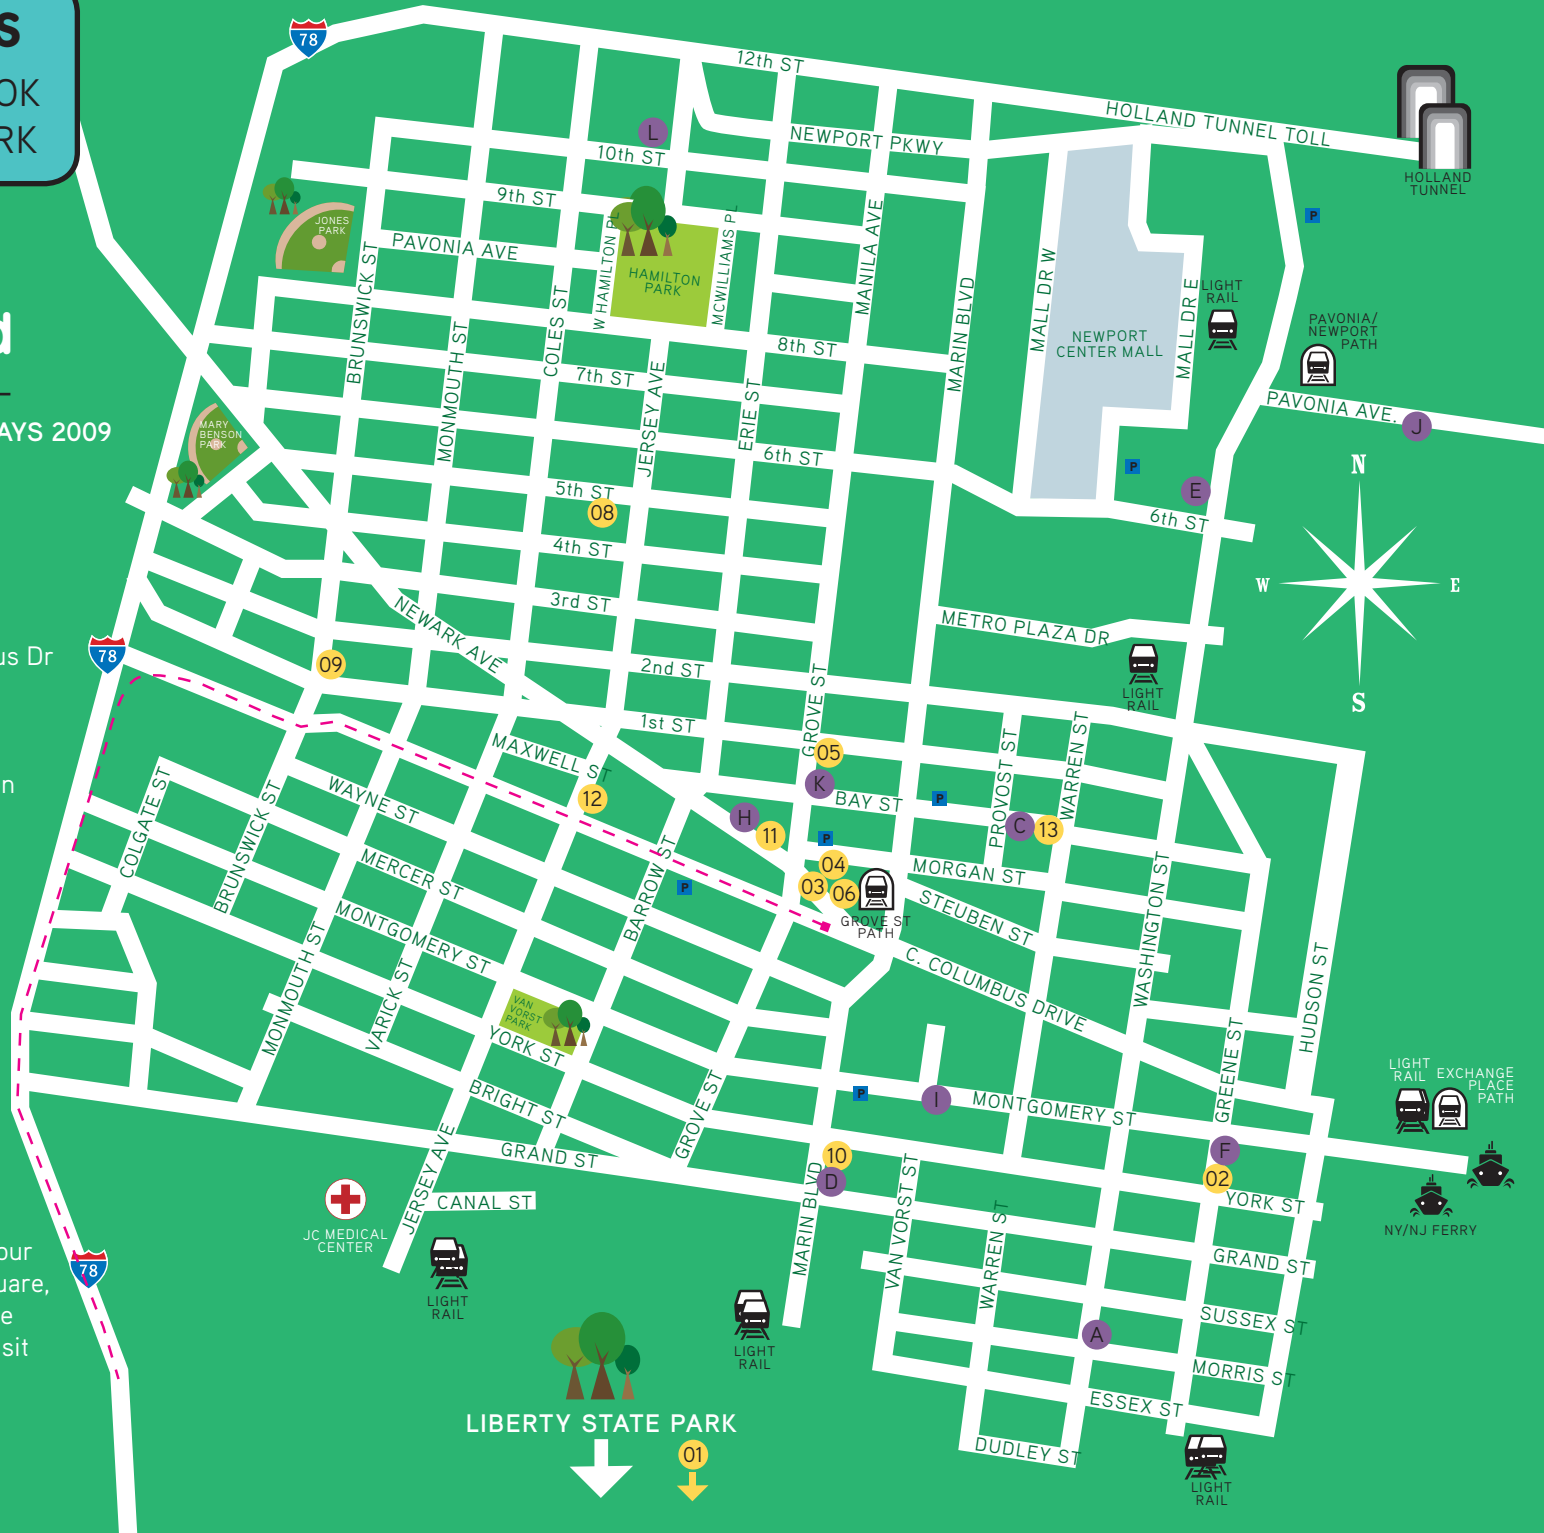 S
OK
RK
d
AYS 2009
us Dr
n
our
uare,
e
sit
78
12th ST
HOLLAND TUNNEL TOLL
HOLLAND
TUNNEL
NEWPORT PKWY
L
10th ST
9th ST
JONES
PARK
PAVONIA AVE
W HAMILTON PL
HAMILTON
PARK
MCWILLIAMS PL
MANILA AVE
MARIN BLVD
MALL DR W
NEWPORT
CENTER MALL
MALL DR E
LIGHT
RAIL
P
PAVONIA/
NEWPORT
PATH
PAVONIA AVE.
J
BRUNSWICK ST
MONMOUTH ST
COLES ST
8th ST
7th ST
JERSEY AVE
ERIE ST
6th ST
MARY
BENSON
PARK
5th ST
08
P
E
6th ST
N
W
E
S
4th ST
3rd ST
NEWARK AVE
METRO PLAZA DR
LIGHT
RAIL
78
09
2nd ST
GROVE ST
1st ST
05
K
BAY ST
P
PROVOST ST
WARREN ST
C
13
MAXWELL ST
12
H
11
P
04
03
06
GROVE ST
PATH
MORGAN ST
STEUBEN ST
C. COLUMBUS DRIVE
WASHINGTON ST
HUDSON ST
COLGATE ST
WAYNE ST
BRUNSWICK ST
MERCER ST
BARROW ST
P
MONTGOMERY ST
MONMOUTH ST
VARICK ST
VAN
VORST
PARK
YORK ST
BRIGHT ST
GROVE ST
P
I
MONTGOMERY ST
GREENE ST
LIGHT
RAIL
EXCHANGE
PLACE
PATH
F
02
YORK ST
NY/NJ FERRY
GRAND ST
JERSEY AVE
CANAL ST
JC MEDICAL
CENTER
10
D
MARIN BLVD
VAN VORST ST
WARREN ST
GRAND ST
SUSSEX ST
A
MORRIS ST
ESSEX ST
DUDLEY ST
LIGHT
RAIL
78
LIGHT
RAIL
LIGHT
RAIL
LIBERTY STATE PARK
01